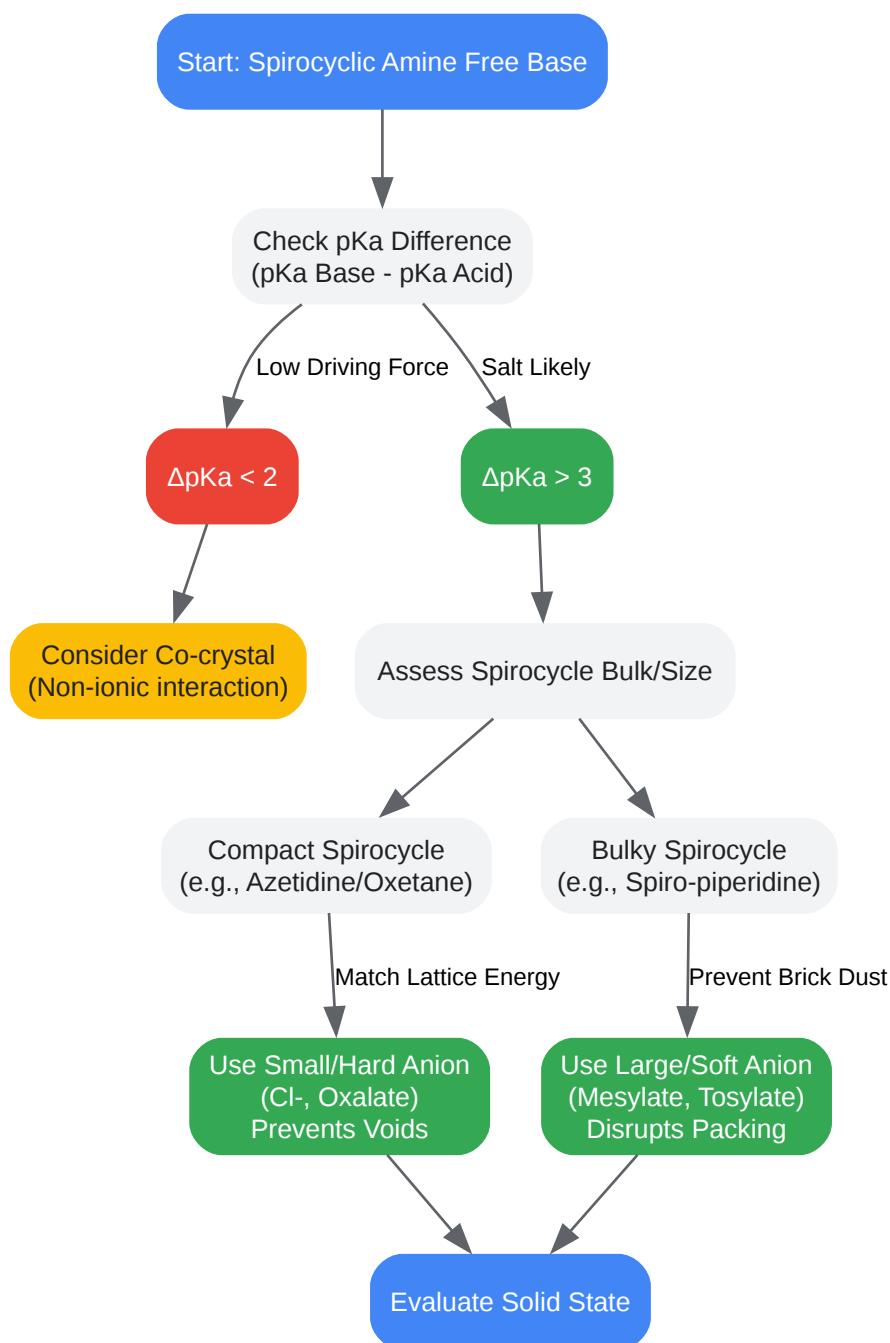 Start: Spirocyclic Amine Free Base
Check pKa Difference
(pKa Base - pKa Acid)
Low Driving Force
Salt Likely
ΔpKa < 2
ΔpKa > 3
Consider Co-crystal
(Non-ionic interaction)
Assess Spirocycle Bulk/Size
Compact Spirocycle
(e.g., Azetidine/Oxetane)
Bulky Spirocycle
(e.g., Spiro-piperidine)
Match Lattice Energy
Prevent Brick Dust
Use Small/Hard Anion
(Cl-, Oxalate)
Prevents Voids
Use Large/Soft Anion
(Mesylate, Tosylate)
Disrupts Packing
Evaluate Solid State